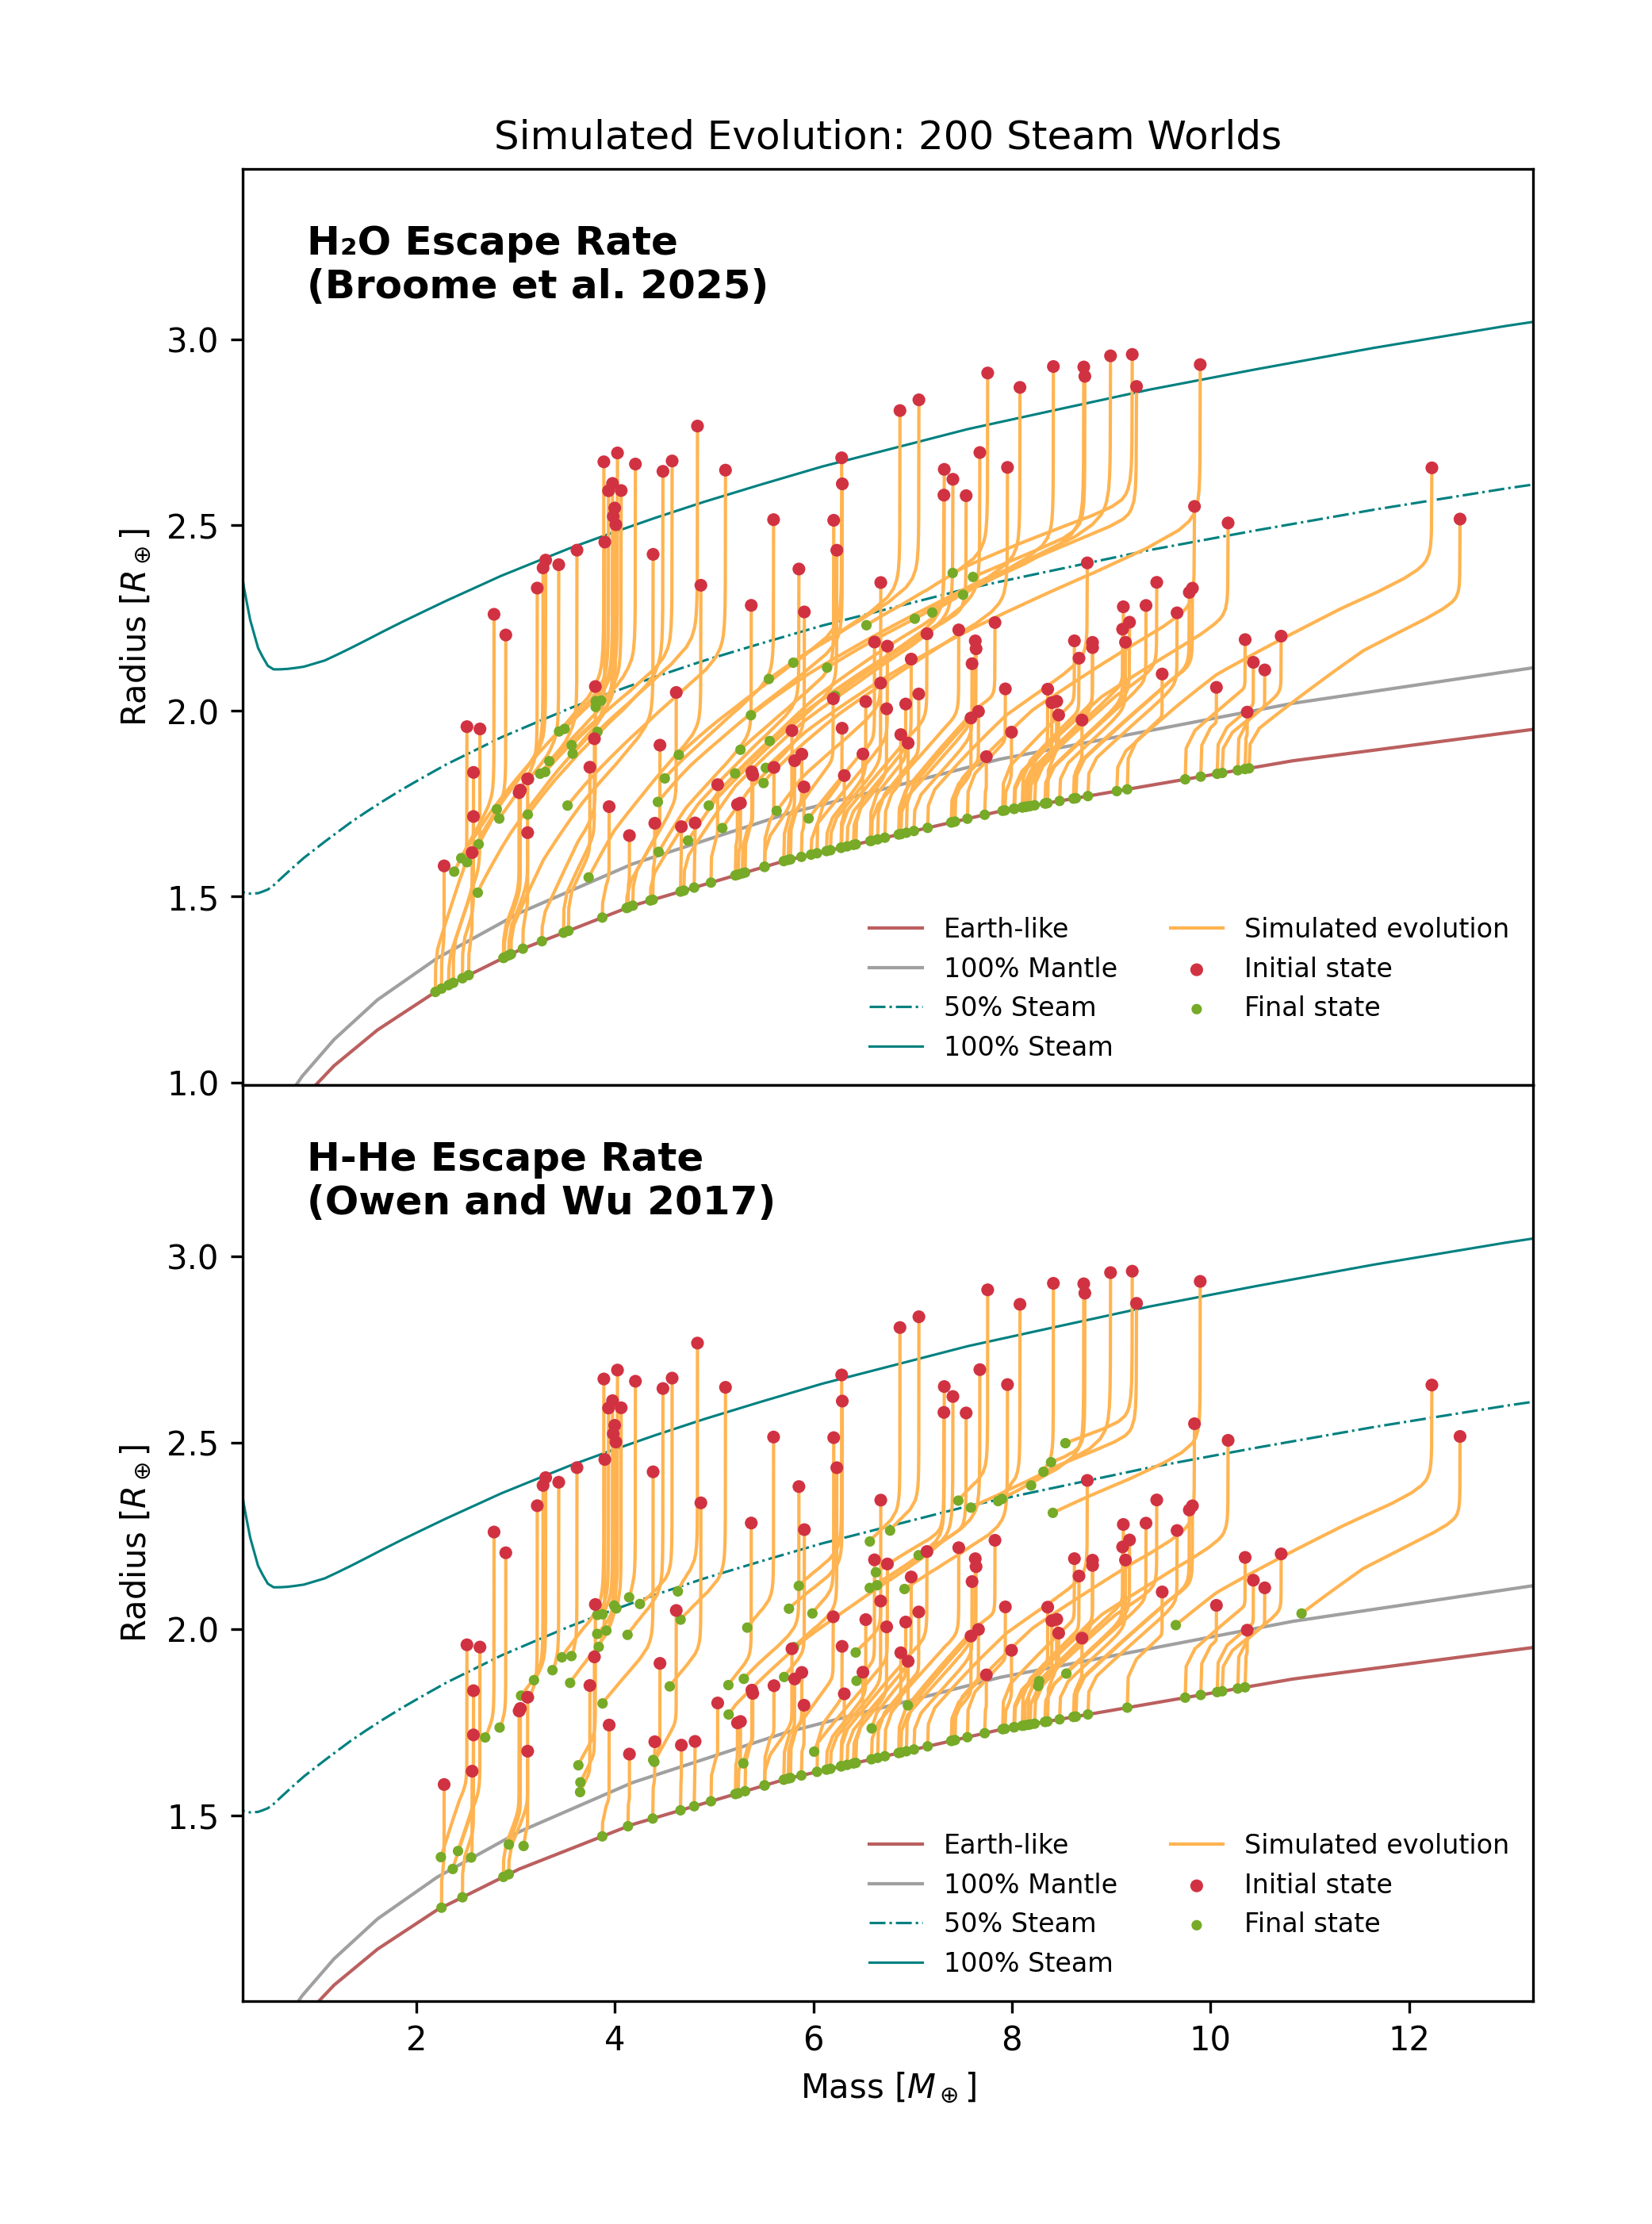 Simulated Evolution: 200 Steam Worlds
H₂O Escape Rate
(Broome et al. 2025)
3.0
2.5
2.0
1.5
1.0
Radius [R⊕]
Earth-like
100% Mantle
50% Steam
100% Steam
Simulated evolution
Initial state
Final state
H-He Escape Rate
(Owen and Wu 2017)
3.0
2.5
2.0
1.5
Radius [R⊕]
Earth-like
100% Mantle
50% Steam
100% Steam
Simulated evolution
Initial state
Final state
2 4 6 8 10 12
Mass [M⊕]